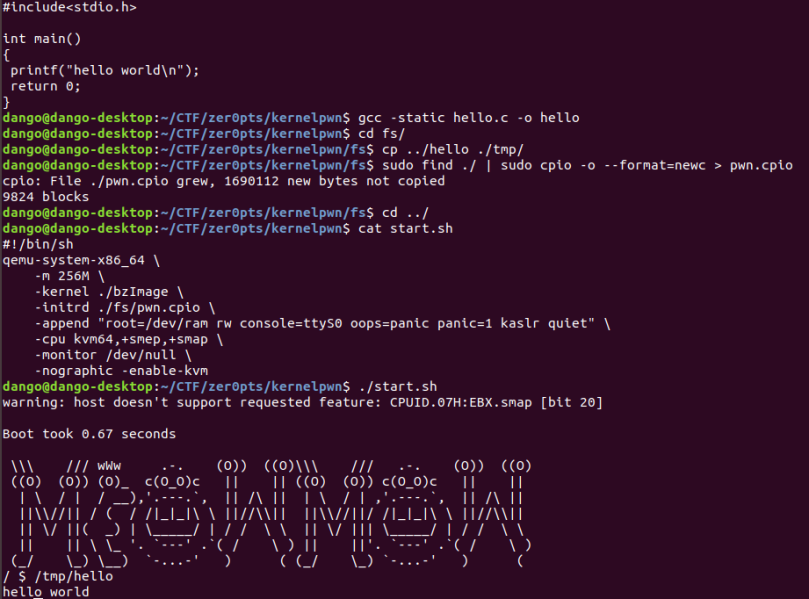 #include<stdio.h>

int main()
{
 printf("hello world\n");
 return 0;
}
dango@dango-desktop:~/CTF/zer0pts/kernelpwn$ gcc -static hello.c -o hello
dango@dango-desktop:~/CTF/zer0pts/kernelpwn$ cd fs/
dango@dango-desktop:~/CTF/zer0pts/kernelpwn/fs$ cp ../hello ./tmp/
dango@dango-desktop:~/CTF/zer0pts/kernelpwn/fs$ sudo find ./ | sudo cpio -o --format=newc > pwn.cpio
cpio: File ./pwn.cpio grew, 1690112 new bytes not copied
9824 blocks
dango@dango-desktop:~/CTF/zer0pts/kernelpwn/fs$ cd ../
dango@dango-desktop:~/CTF/zer0pts/kernelpwn$ cat start.sh
#!/bin/sh
qemu-system-x86_64 \
    -m 256M \
    -kernel ./bzImage \
    -initrd ./fs/pwn.cpio \
    -append "root=/dev/ram rw console=ttyS0 oops=panic panic=1 kaslr quiet" \
    -cpu kvm64,+smep,+smap \
    -monitor /dev/null \
    -nographic -enable-kvm
dango@dango-desktop:~/CTF/zer0pts/kernelpwn$ ./start.sh
warning: host doesn't support requested feature: CPUID.07H:EBX.smap [bit 20]

Boot took 0.67 seconds

 \\\    /// wWw     .-.    (O))  ((O)\\\    ///   .-.    (O))  ((O)
((O)  (O)) (O)_  c(O_O)c   ||    || ((O)  (O)) c(O_O)c   ||    ||
 | \  / |  / __),'.---.`,  || /\ ||  | \  / | ,'.---.`,  || /\ ||
 ||\\//|| / (  / /|_|_|\ \ ||//\\||  ||\\//||/ /|_|_|\ \ ||//\\||
 || \/ ||(  _) | \_____/ | / /  \ \  || \/ ||| \_____/ | / /  \ \
 ||    || \ \_ '. `---' .`( /    \ ) ||    ||'. `---' .`( /    \ )
(_/    \_) \__)  `-...-'   )      ( (_/    \_) `-...-'   )      (
/ $ /tmp/hello
hello world